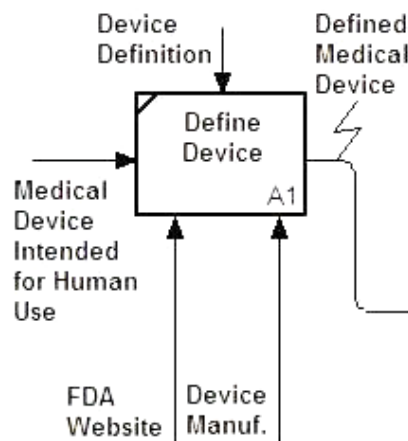 Device
Definition
Defined
Medical
Device
Define
Device
A1
Medical
Device
Intended
for Human
Use
FDA
Website
Device
Manuf.